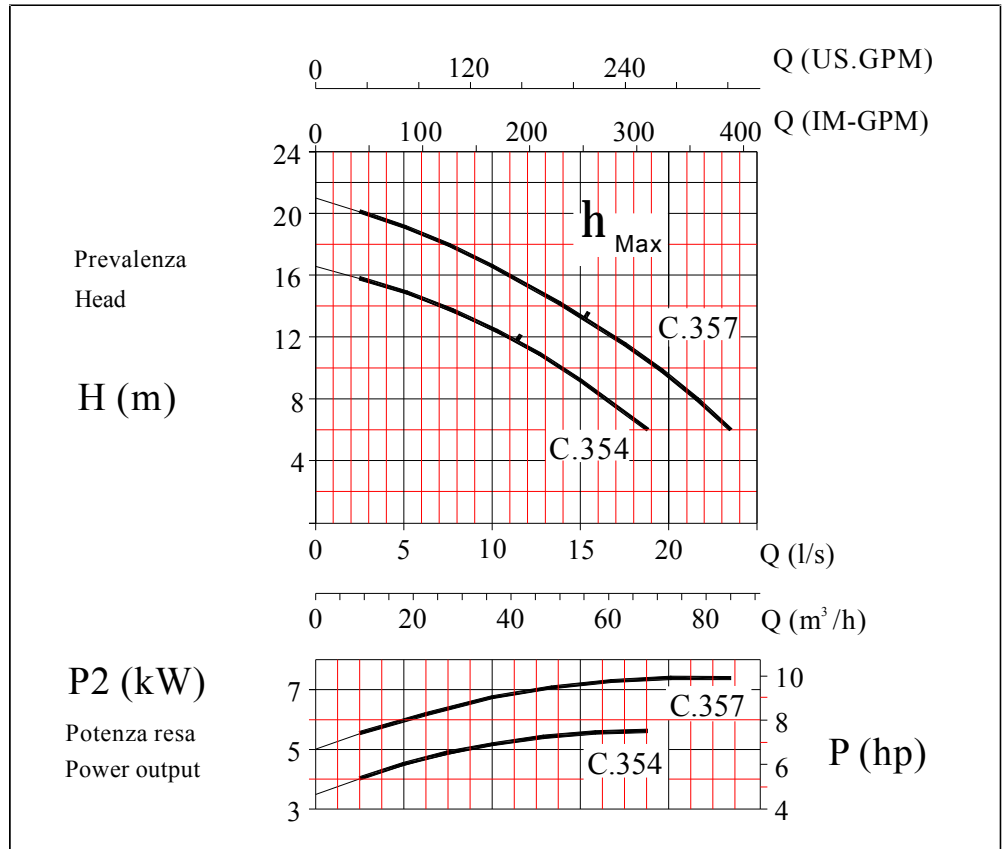 0 120 240 Q (US.GPM)
0 100 200 300 400 Q (IM-GPM)
24
20
16
12
8
4
Prevalenza
Head
H (m)
h Max
C.357
C.354
0 5 10 15 20 Q (l/s)
0 20 40 60 80 Q (m³/h)
P2 (kW)
Potenza resa
Power output
7
5
3
C.357
C.354
10
8
6
4
P (hp)